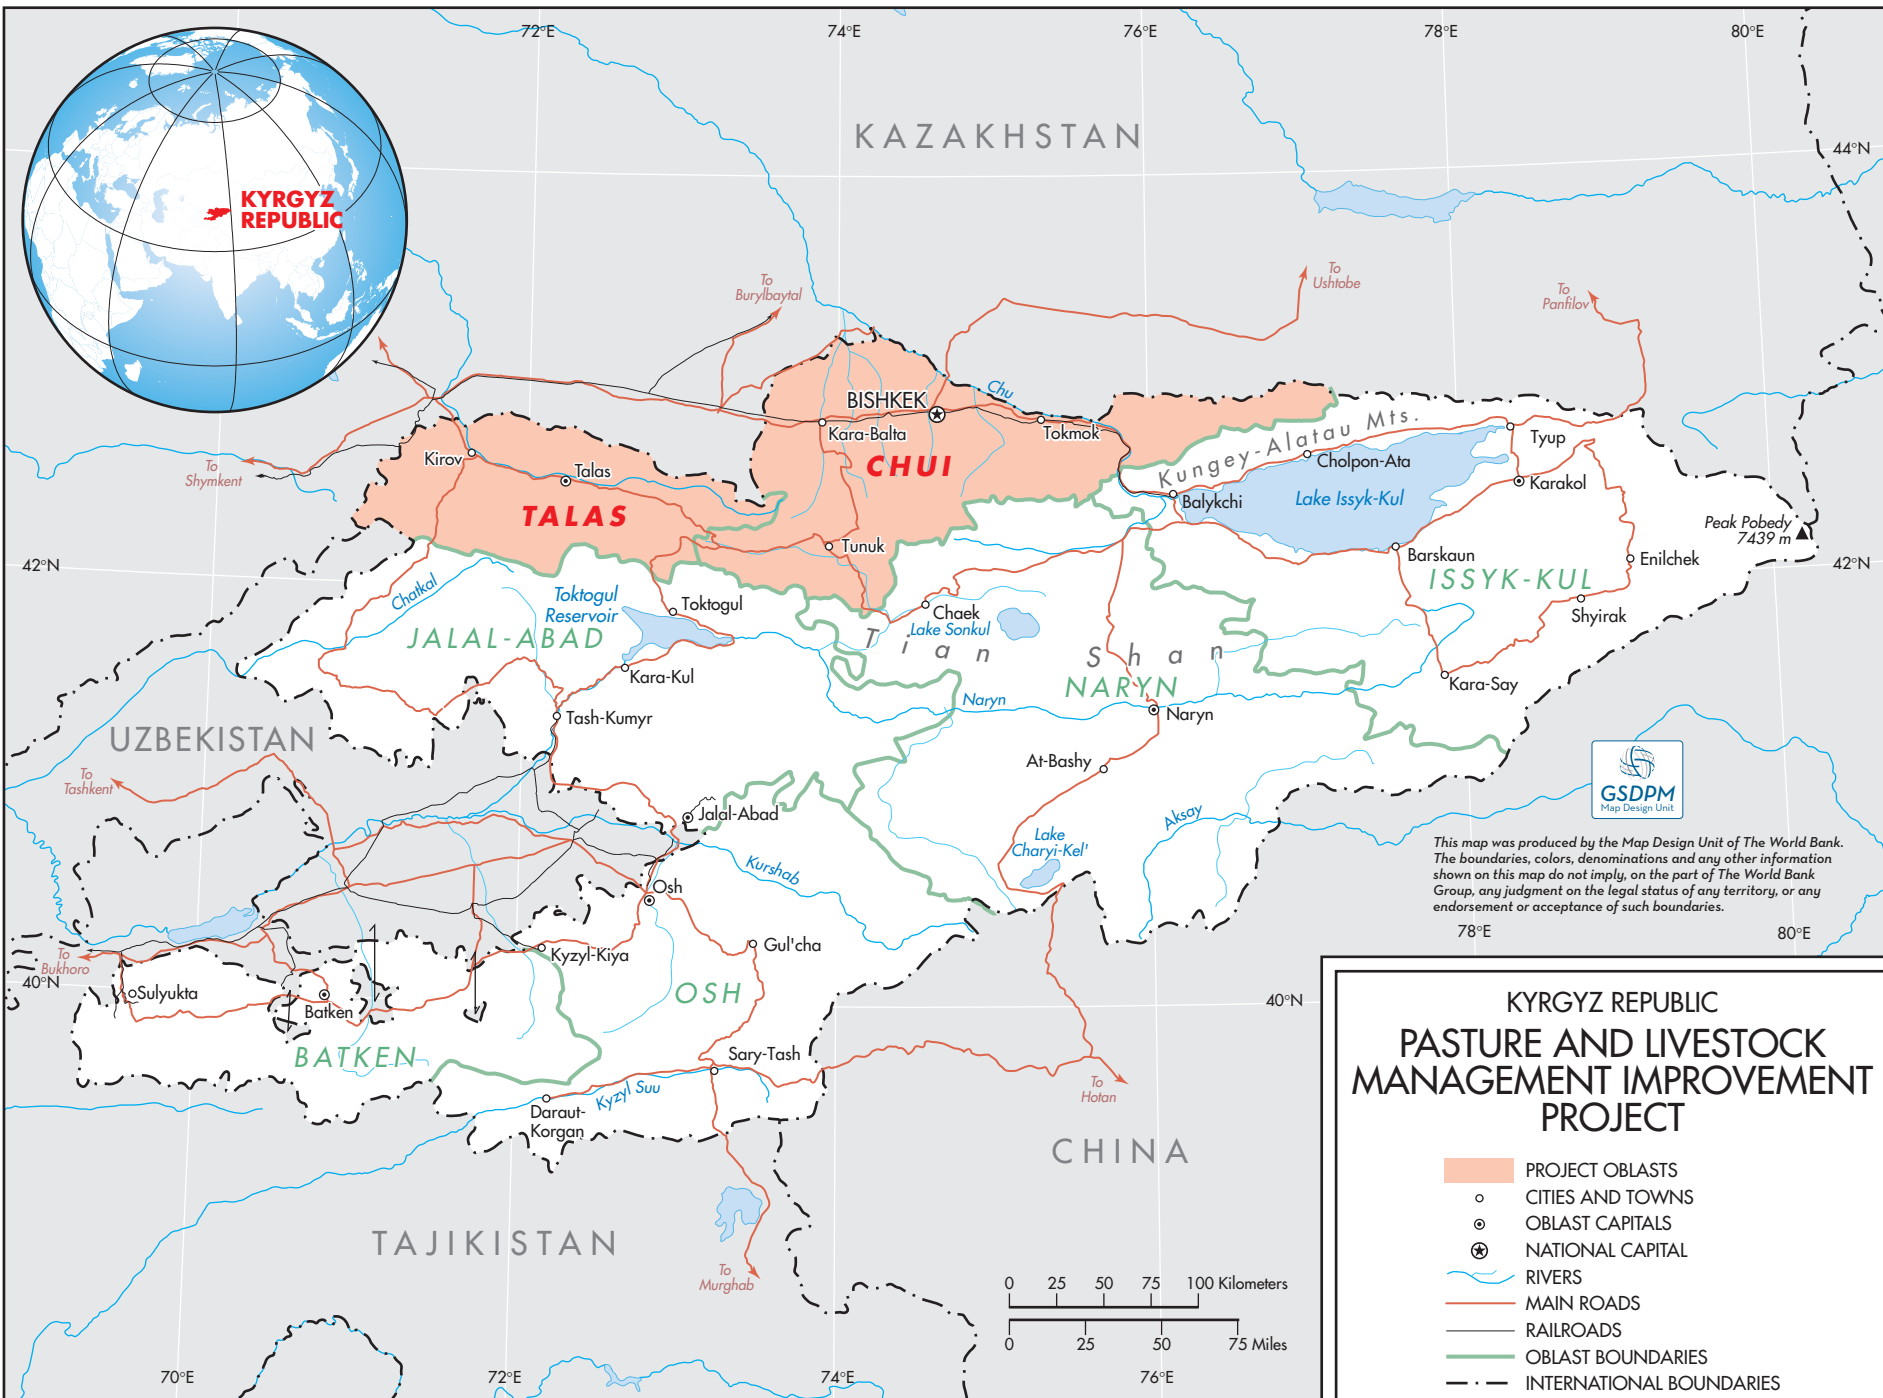 72°E
74°E
76°E
78°E
80°E
KAZAKHSTAN
44°N
KYRGYZ
REPUBLIC
To
Burylbaytal
To
Ushtobe
To
Panfilov
To
Shymkent
Chu
BISHKEK
Kara-Balta
Tokmok
CHUI
Kirov
Talas
TALAS
Tunuk
Kungey-Alatau Mts.
Tyup
Cholpon-Ata
Karakol
Balykchi
Lake Issyk-Kul
Peak Pobedy
7439 m
Barskaun
Enilchek
ISSYK-KUL
Shyirak
42°N
42°N
Chatkal
Toktogul
Reservoir
Toktogul
JALAL-ABAD
Chaek
Lake Sonkul
Tian
Shan
NARYN
Kara-Kul
Kara-Say
Naryn
Naryn
Tash-Kumyr
UZBEKISTAN
To
Tashkent
At-Bashy
Jalal-Abad
Aksay
Lake
Charyi-Kel'
Kurshab
Osh
GSDPM
Map Design Unit
This map was produced by the Map Design Unit of The World Bank.
The boundaries, colors, denominations and any other information
shown on this map do not imply, on the part of The World Bank
Group, any judgment on the legal status of any territory, or any
endorsement or acceptance of such boundaries.
78°E
80°E
Gul'cha
Kyzyl-Kiya
To
Bukhoro
40°N
Sulyukta
Batken
OSH
40°N
BATKEN
Sary-Tash
Kyzyl Suu
Daraut-
Korgan
To
Hotan
CHINA
TAJIKISTAN
To
Murghab
KYRGYZ REPUBLIC
PASTURE AND LIVESTOCK
MANAGEMENT IMPROVEMENT
PROJECT
PROJECT OBLASTS
CITIES AND TOWNS
OBLAST CAPITALS
NATIONAL CAPITAL
RIVERS
MAIN ROADS
RAILROADS
OBLAST BOUNDARIES
INTERNATIONAL BOUNDARIES
0 25 50 75 100 Kilometers
0 25 50 75 Miles
70°E
72°E
74°E
76°E